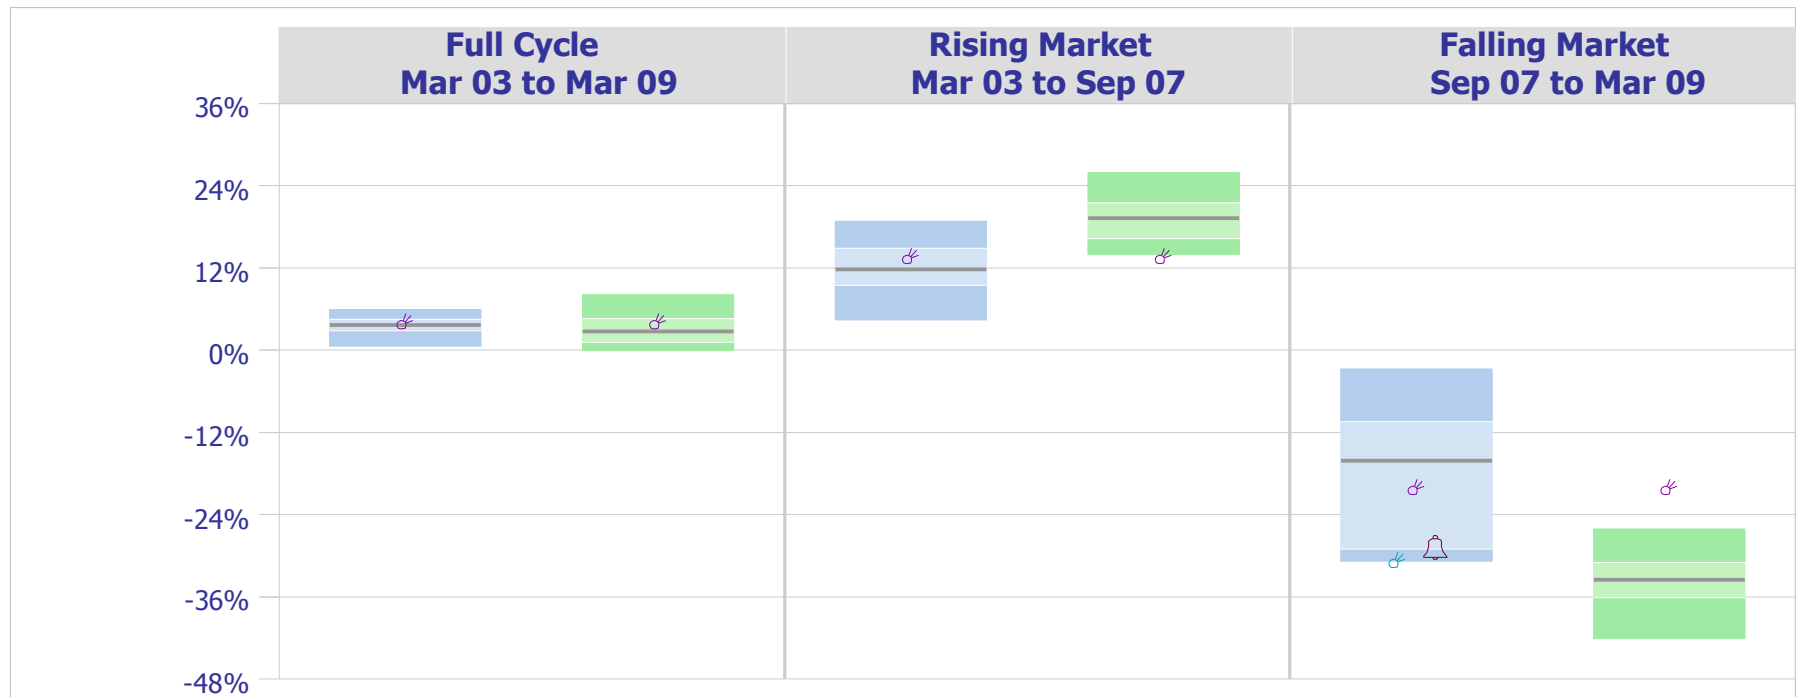 Full Cycle
Mar 03 to Mar 09
Rising Market
Mar 03 to Sep 07
Falling Market
Sep 07 to Mar 09
36%
24%
12%
0%
-12%
-24%
-36%
-48%